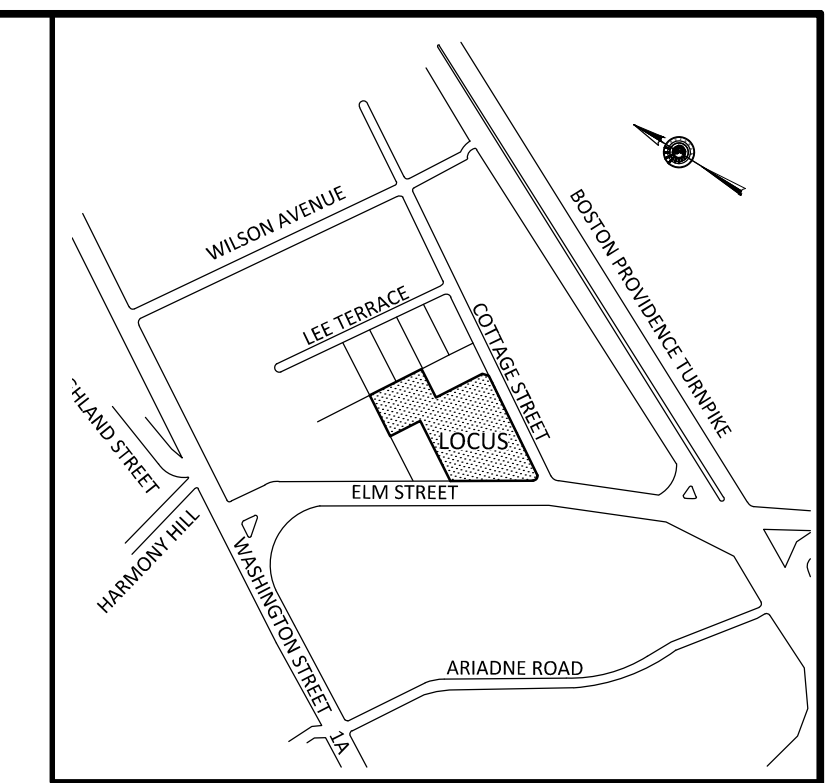 WILSON AVENUE
BOSTON PROVIDENCE TURNPIKE
LEE TERRACE
COTTAGE STREET
HLAND STREET
LOCUS
ELM STREET
HARMONY HILL
WASHINGTON STREET
1A
ARIADNE ROAD